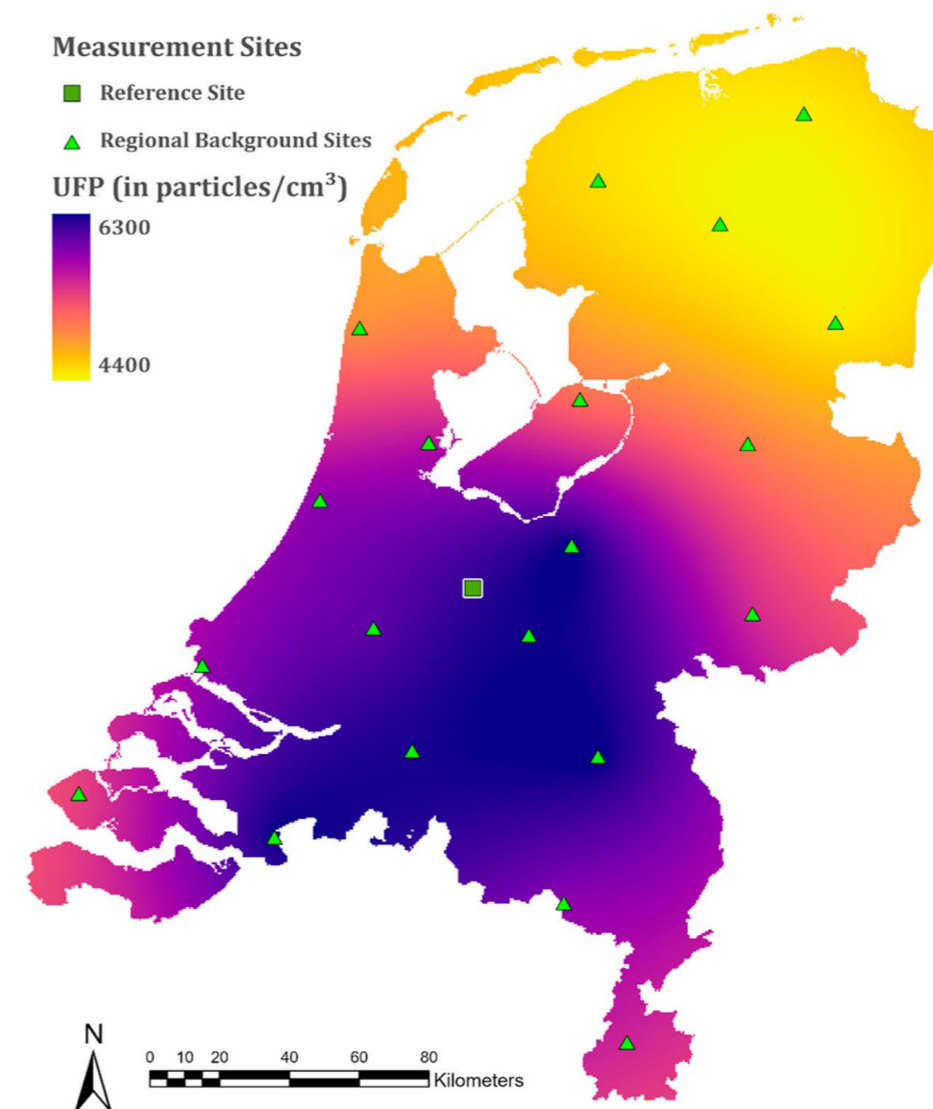 Measurement Sites
Reference Site
Regional Background Sites
UFP (in particles/cm³)
6300
4400
N
0 10 20 40 60 80
Kilometers